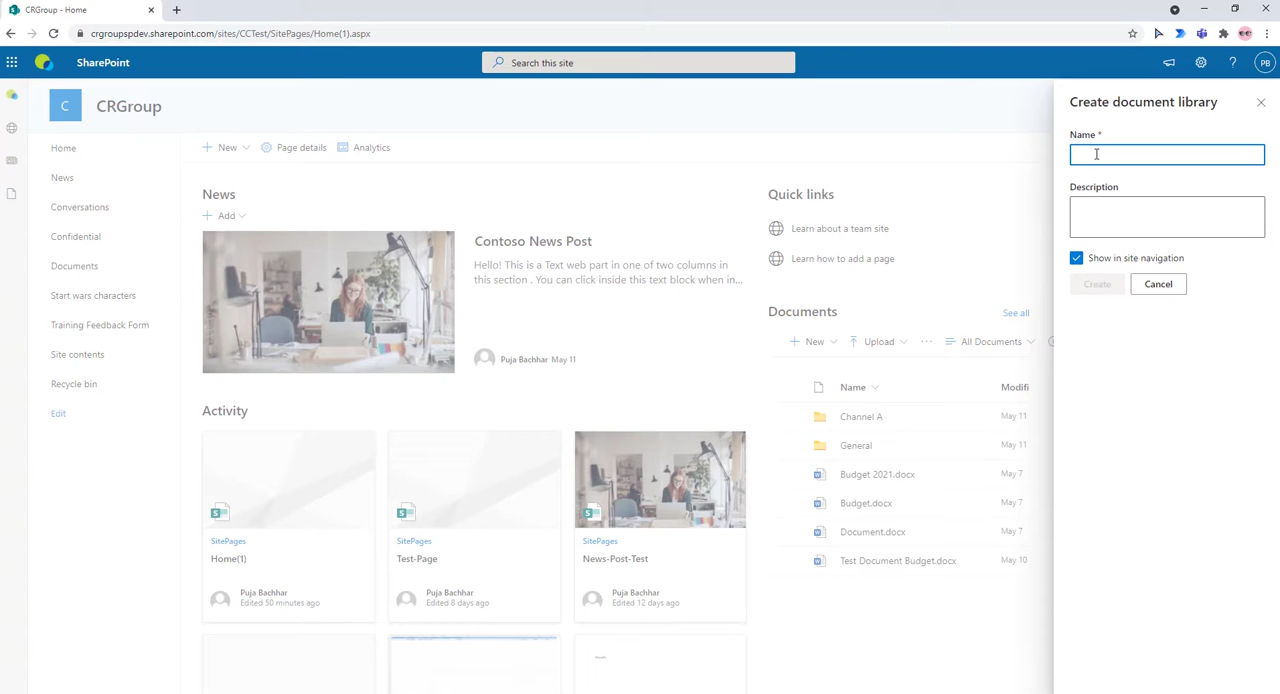 CRGroup - Home
crgroupspdev.sharepoint.com/sites/CCTest/SitePages/Home(1).aspx
SharePoint
Search this site
PB
C
CRGroup
Home
News
Conversations
Confidential
Documents
Start wars characters
Training Feedback Form
Site contents
Recycle bin
Edit
New
Page details
Analytics
News
Add
Contoso News Post
Hello! This is a Text web part in one of two columns in
this section . You can click inside this text block when in...
Puja Bachhar May 11
Activity
SitePages
Home(1)
Puja Bachhar
Edited 50 minutes ago
SitePages
Test-Page
Puja Bachhar
Edited 8 days ago
SitePages
News-Post-Test
Puja Bachhar
Edited 12 days ago
Quick links
Learn about a team site
Learn how to add a page
Documents
See all
New
Upload
All Documents
Name
Modifi
Channel A
May 11
General
May 11
Budget 2021.docx
May 7
Budget.docx
May 7
Document.docx
May 7
Test Document Budget.docx
May 10
Create document library
Name *
Description
Show in site navigation
Create
Cancel